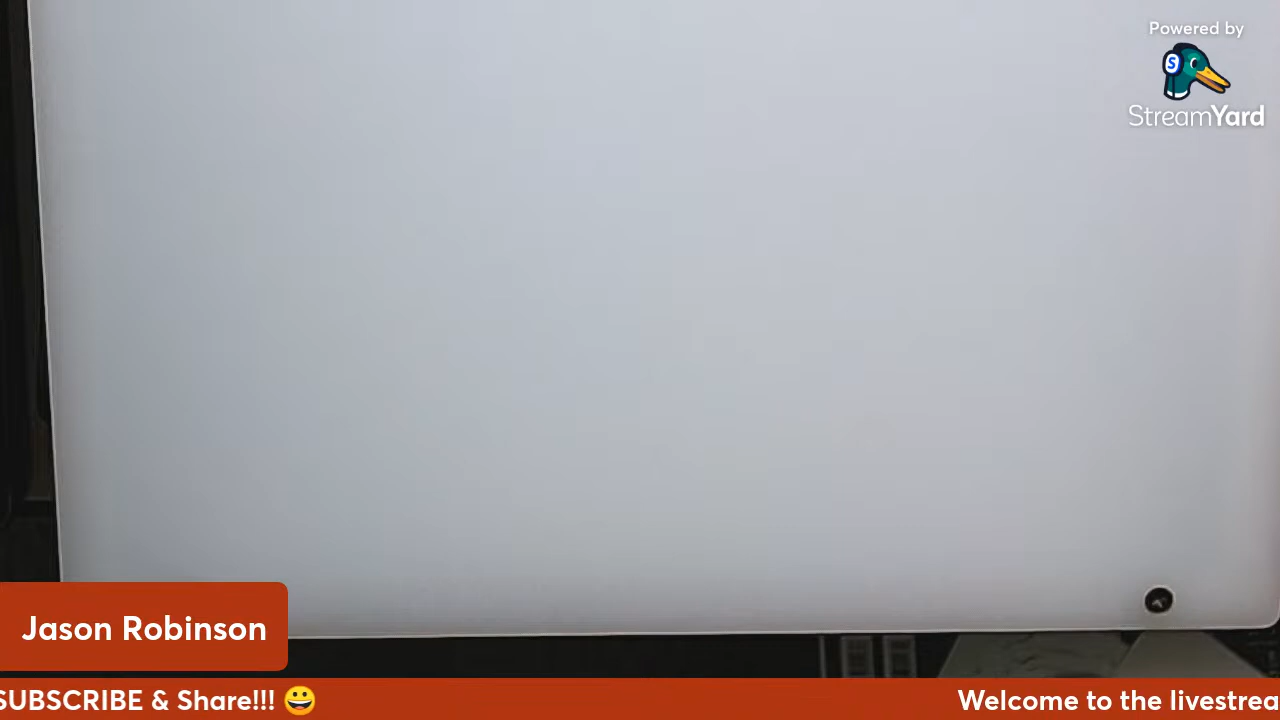 Powered by
S
StreamYard
Jason Robinson
SUBSCRIBE & Share!!! 😀
Welcome to the livestrea